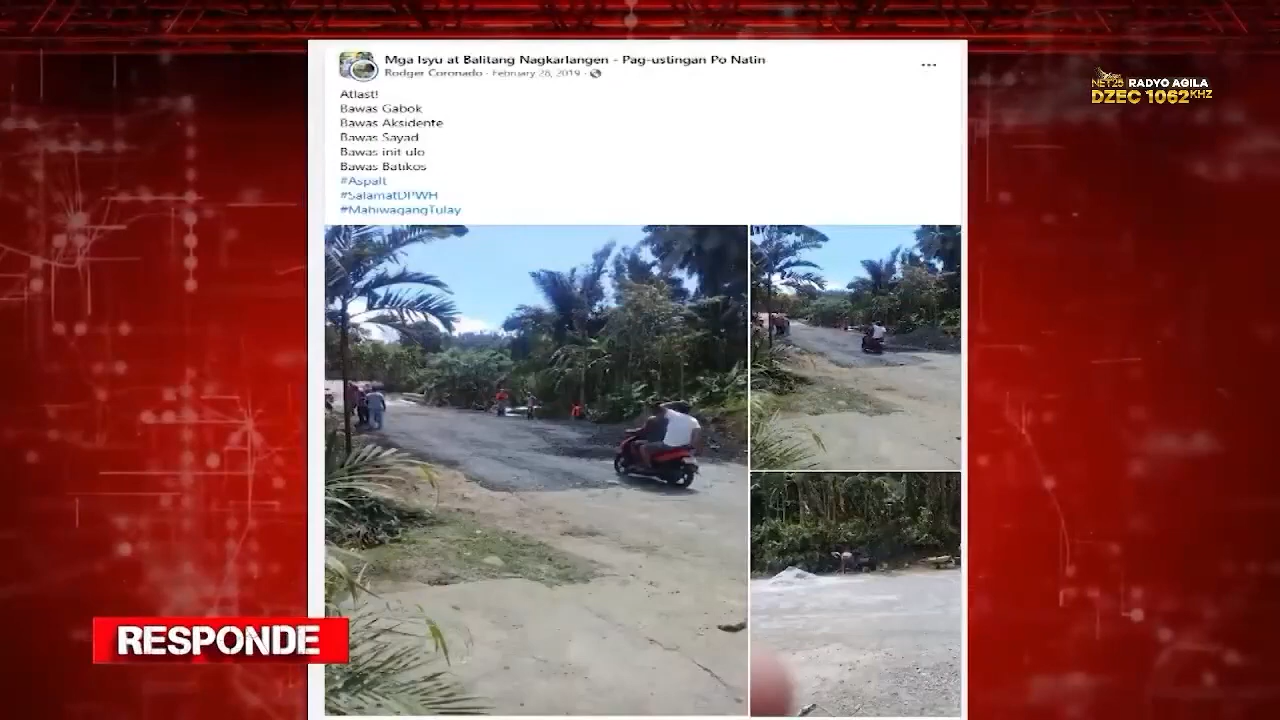 Mga Isyu at Balitang Nagkarlangen - Pag-ustingan Po Natin
Rodger Coronado · February 28, 2019 ·
Atlast!
Bawas Gabok
Bawas Aksidente
Bawas Sayad
Bawas init ulo
Bawas Batikos
#Aspalt
#SalamatDPWH
#MahiwagangTulay
NET25 RADYO AGILA
DZEC 1062 KHZ
RESPONDE